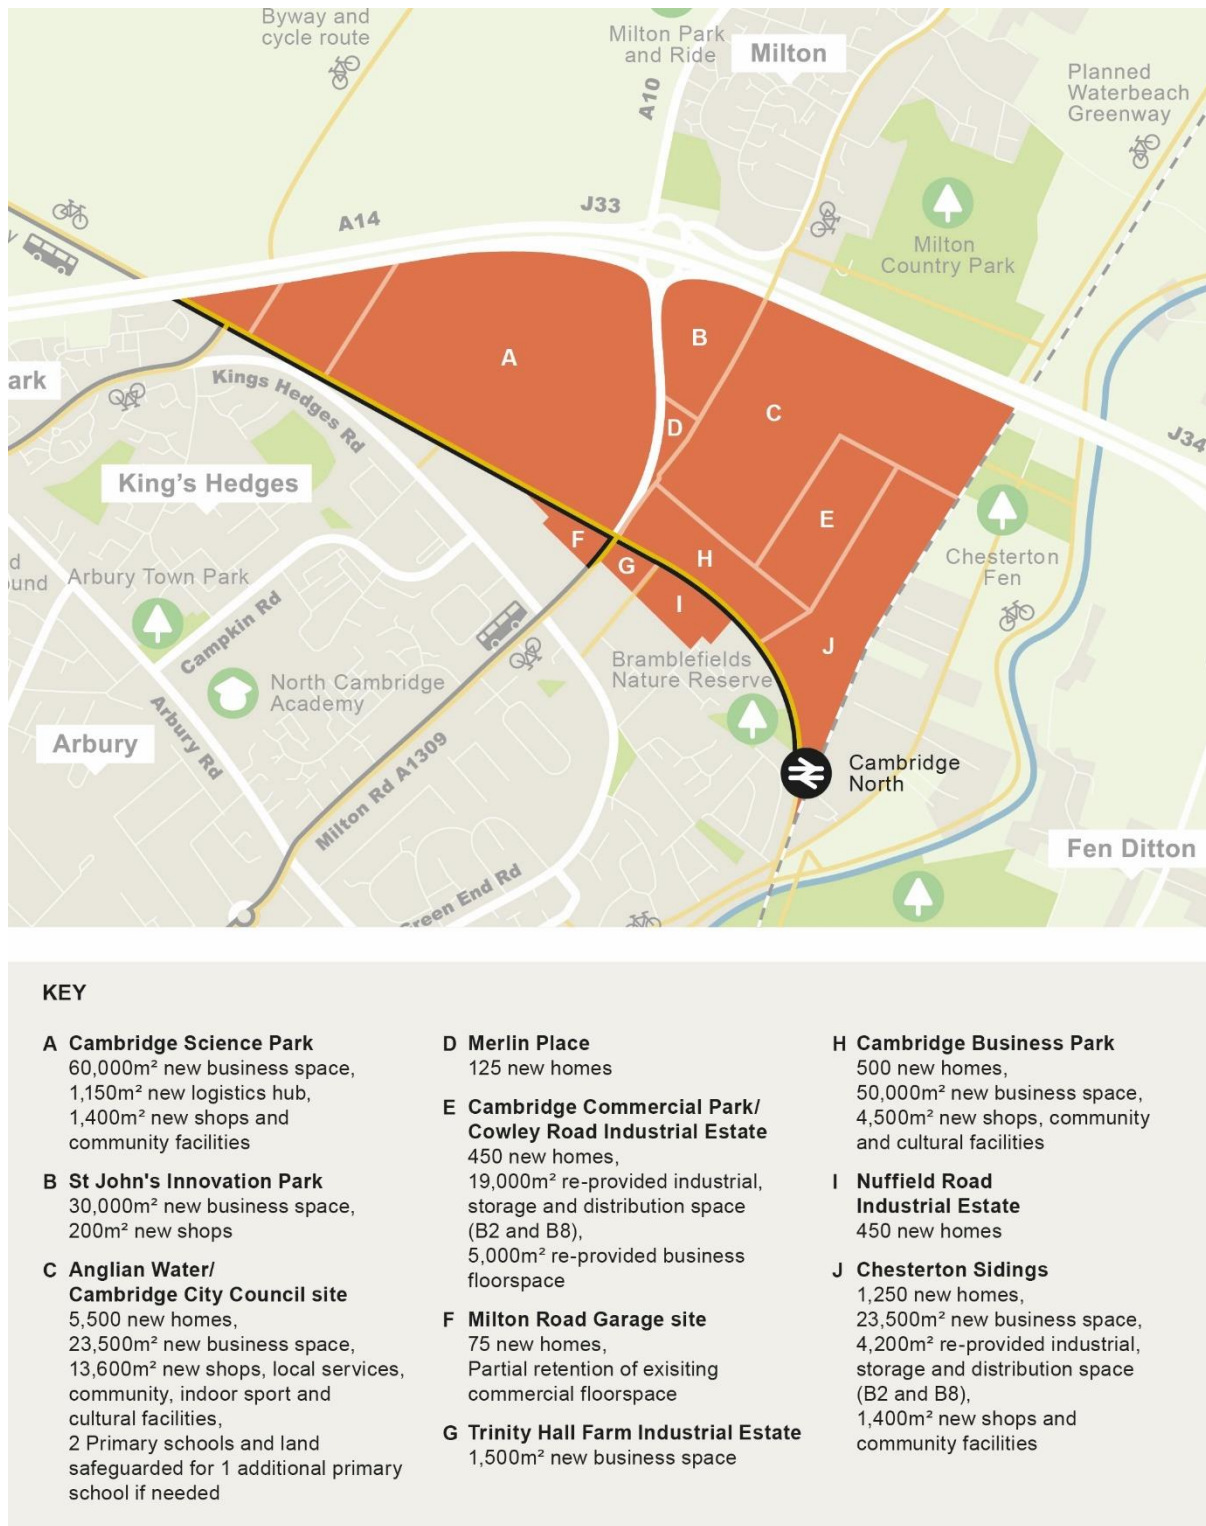 Byway and
cycle route
Milton Park
and Ride
Milton
Planned
Waterbeach
Greenway
A10
J33
A14
Milton
Country Park
y
A
B
C
D
E
F
G
H
I
J
ark
Kings Hedges Rd
J34
King's Hedges
Chesterton
Fen
d
und
Arbury Town Park
Campkin Rd
Bramblefields
Nature Reserve
North Cambridge
Academy
Arbury
Arbury Rd
Milton Rd A1309
Cambridge
North
Fen Ditton
Green End Rd
KEY
A Cambridge Science Park
60,000m² new business space,
1,150m² new logistics hub,
1,400m² new shops and
community facilities
B St John's Innovation Park
30,000m² new business space,
200m² new shops
C Anglian Water/
Cambridge City Council site
5,500 new homes,
23,500m² new business space,
13,600m² new shops, local services,
community, indoor sport and
cultural facilities,
2 Primary schools and land
safeguarded for 1 additional primary
school if needed
D Merlin Place
125 new homes
E Cambridge Commercial Park/
Cowley Road Industrial Estate
450 new homes,
19,000m² re-provided industrial,
storage and distribution space
(B2 and B8),
5,000m² re-provided business
floorspace
F Milton Road Garage site
75 new homes,
Partial retention of exisiting
commercial floorspace
G Trinity Hall Farm Industrial Estate
1,500m² new business space
H Cambridge Business Park
500 new homes,
50,000m² new business space,
4,500m² new shops, community
and cultural facilities
I Nuffield Road
Industrial Estate
450 new homes
J Chesterton Sidings
1,250 new homes,
23,500m² new business space,
4,200m² re-provided industrial,
storage and distribution space
(B2 and B8),
1,400m² new shops and
community facilities